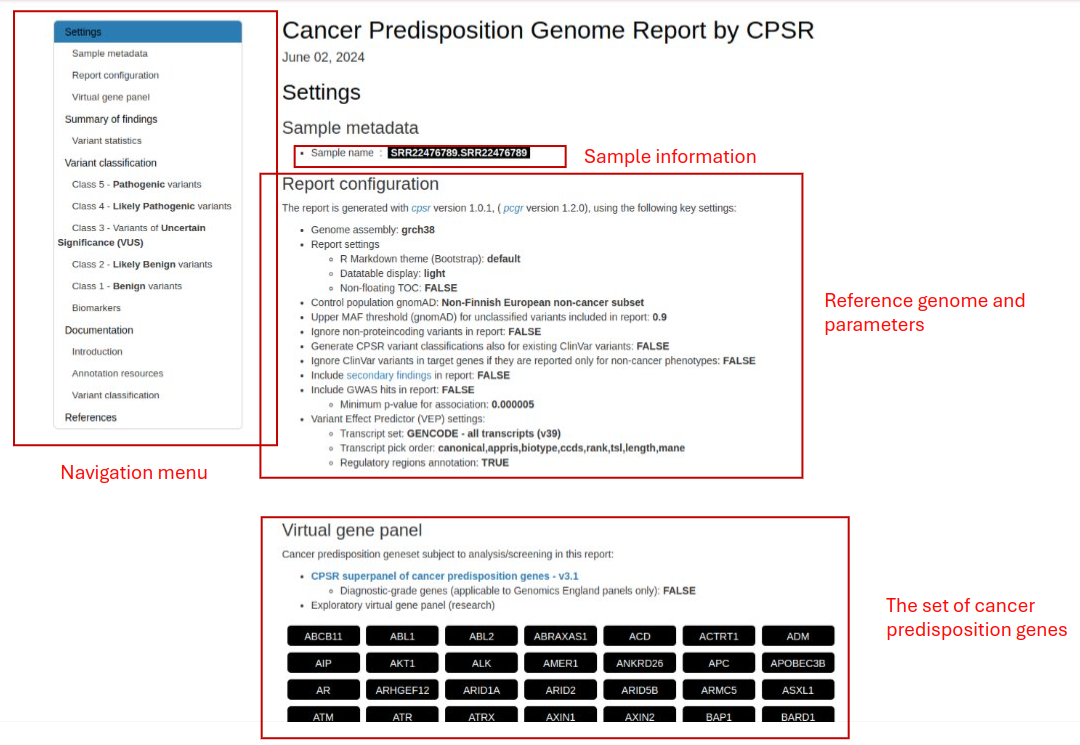 Settings
Sample metadata
Report configuration
Virtual gene panel
Summary of findings
Variant statistics
Variant classification
Class 5 - Pathogenic variants
Class 4 - Likely Pathogenic variants
Class 3 - Variants of Uncertain
Significance (VUS)
Class 2 - Likely Benign variants
Class 1 - Benign variants
Biomarkers
Documentation
Introduction
Annotation resources
Variant classification
References
Navigation menu
Cancer Predisposition Genome Report by CPSR
June 02, 2024
Settings
Sample metadata
• Sample name : SRR22476789.SRR22476789
Sample information
Report configuration
The report is generated with cpsr version 1.0.1, ( pcgr version 1.2.0), using the following key settings:
• Genome assembly: grch38
• Report settings
◦ R Markdown theme (Bootstrap): default
◦ Datatable display: light
◦ Non-floating TOC: FALSE
• Control population gnomAD: Non-Finnish European non-cancer subset
• Upper MAF threshold (gnomAD) for unclassified variants included in report: 0.9
• Ignore non-proteincoding variants in report: FALSE
• Generate CPSR variant classifications also for existing ClinVar variants: FALSE
• Ignore ClinVar variants in target genes if they are reported only for non-cancer phenotypes: FALSE
• Include secondary findings in report: FALSE
• Include GWAS hits in report: FALSE
◦ Minimum p-value for association: 0.000005
• Variant Effect Predictor (VEP) settings:
◦ Transcript set: GENCODE - all transcripts (v39)
◦ Transcript pick order: canonical,appris,biotype,ccds,rank,tsl,length,mane
◦ Regulatory regions annotation: TRUE
Reference genome and
parameters
Virtual gene panel
Cancer predisposition geneset subject to analysis/screening in this report:
• CPSR superpanel of cancer predisposition genes - v3.1
◦ Diagnostic-grade genes (applicable to Genomics England panels only): FALSE
• Exploratory virtual gene panel (research)
ABCB11 ABL1 ABL2 ABRAXAS1 ACD ACTRT1 ADM
AIP AKT1 ALK AMER1 ANKRD26 APC APOBEC3B
AR ARHGEF12 ARID1A ARID2 ARID5B ARMC5 ASXL1
ATM ATR ATRX AXIN1 AXIN2 BAP1 BARD1
The set of cancer
predisposition genes